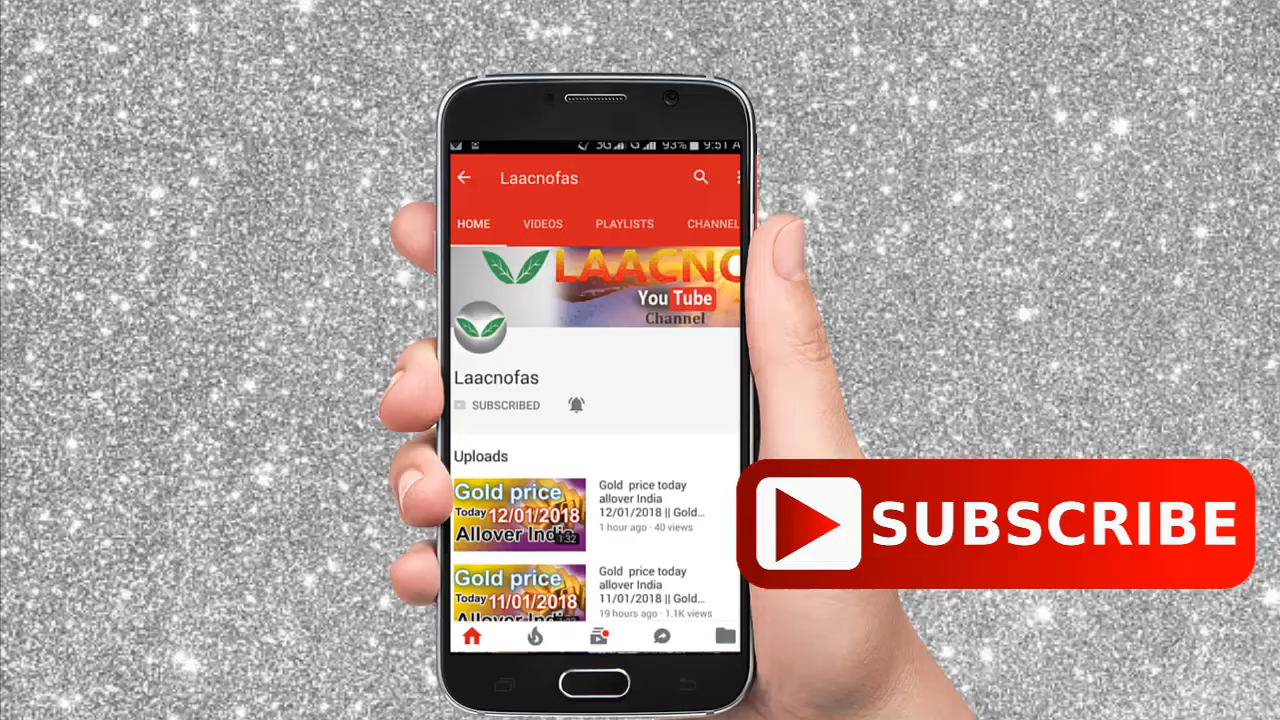 3G G 93% 9:51 A
Laacnofas
HOME VIDEOS PLAYLISTS CHANNEL
LAACNO
YouTube
Channel
Laacnofas
SUBSCRIBED
Uploads
Gold price
Today 12/01/2018
Allover India
1:32
Gold price today
allover India
12/01/2018 || Gold...
1 hour ago · 40 views
Gold price
Today 11/01/2018
Allover India
Gold price today
allover India
11/01/2018 || Gold...
19 hours ago · 1.1K views
SUBSCRIBE